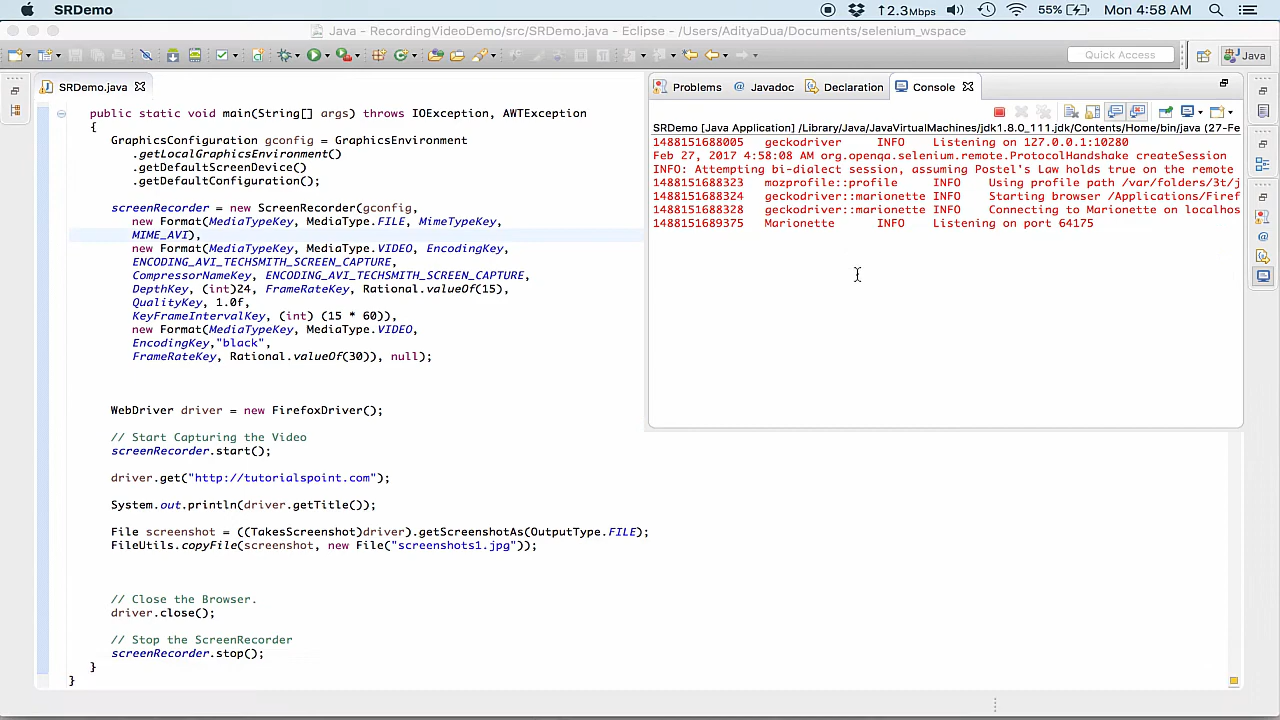 SRDemo
2.3Mbps
55%
Mon 4:58 AM
Java - RecordingVideoDemo/src/SRDemo.java - Eclipse - /Users/AdityaDua/Documents/selenium_wspace
Quick Access
Java
SRDemo.java
public static void main(String[] args) throws IOException, AWTException
{
GraphicsConfiguration gconfig = GraphicsEnvironment
.getLocalGraphicsEnvironment()
.getDefaultScreenDevice()
.getDefaultConfiguration();
screenRecorder = new ScreenRecorder(gconfig,
new Format(MediaTypeKey, MediaType.FILE, MimeTypeKey,
MIME_AVI),
new Format(MediaTypeKey, MediaType.VIDEO, EncodingKey,
ENCODING_AVI_TECHSMITH_SCREEN_CAPTURE,
CompressorNameKey, ENCODING_AVI_TECHSMITH_SCREEN_CAPTURE,
DepthKey, (int)24, FrameRateKey, Rational.valueOf(15),
QualityKey, 1.0f,
KeyFrameIntervalKey, (int) (15 * 60)),
new Format(MediaTypeKey, MediaType.VIDEO,
EncodingKey,"black",
FrameRateKey, Rational.valueOf(30)), null);
WebDriver driver = new FirefoxDriver();
// Start Capturing the Video
screenRecorder.start();
driver.get("http://tutorialspoint.com");
System.out.println(driver.getTitle());
File screenshot = ((TakesScreenshot)driver).getScreenshotAs(OutputType.FILE);
FileUtils.copyFile(screenshot, new File("screenshots1.jpg"));
// Close the Browser.
driver.close();
// Stop the ScreenRecorder
screenRecorder.stop();
}
}
Problems
Javadoc
Declaration
Console
SRDemo [Java Application] /Library/Java/JavaVirtualMachines/jdk1.8.0_111.jdk/Contents/Home/bin/java (27-Fe
1488151688005 geckodriver INFO Listening on 127.0.0.1:10280
Feb 27, 2017 4:58:08 AM org.openqa.selenium.remote.ProtocolHandshake createSession
INFO: Attempting bi-dialect session, assuming Postel's Law holds true on the remote
1488151688323 mozprofile::profile INFO Using profile path /var/folders/3t/j
1488151688324 geckodriver::marionette INFO Starting browser /Applications/Firef
1488151688328 geckodriver::marionette INFO Connecting to Marionette on localhos
1488151689375 Marionette INFO Listening on port 64175